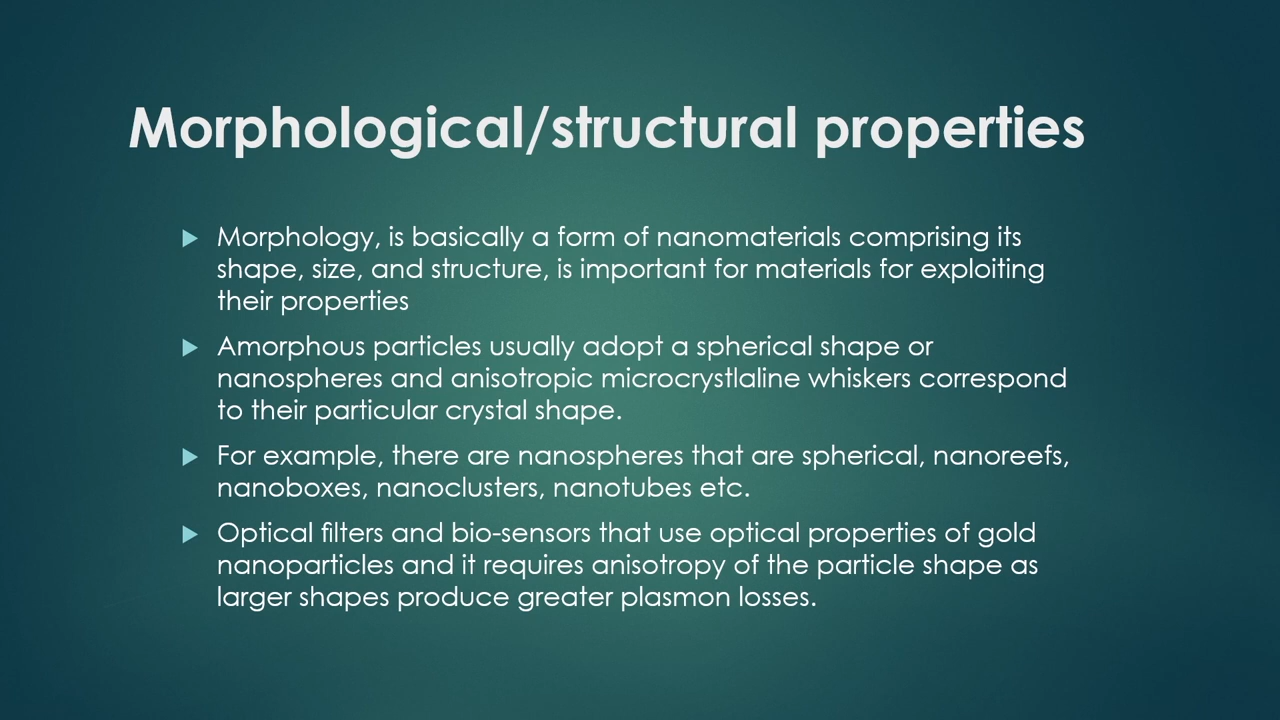 Morphological/structural properties
Morphology, is basically a form of nanomaterials comprising its
shape, size, and structure, is important for materials for exploiting
their properties
Amorphous particles usually adopt a spherical shape or
nanospheres and anisotropic microcrystlaline whiskers correspond
to their particular crystal shape.
For example, there are nanospheres that are spherical, nanoreefs,
nanoboxes, nanoclusters, nanotubes etc.
Optical filters and bio-sensors that use optical properties of gold
nanoparticles and it requires anisotropy of the particle shape as
larger shapes produce greater plasmon losses.